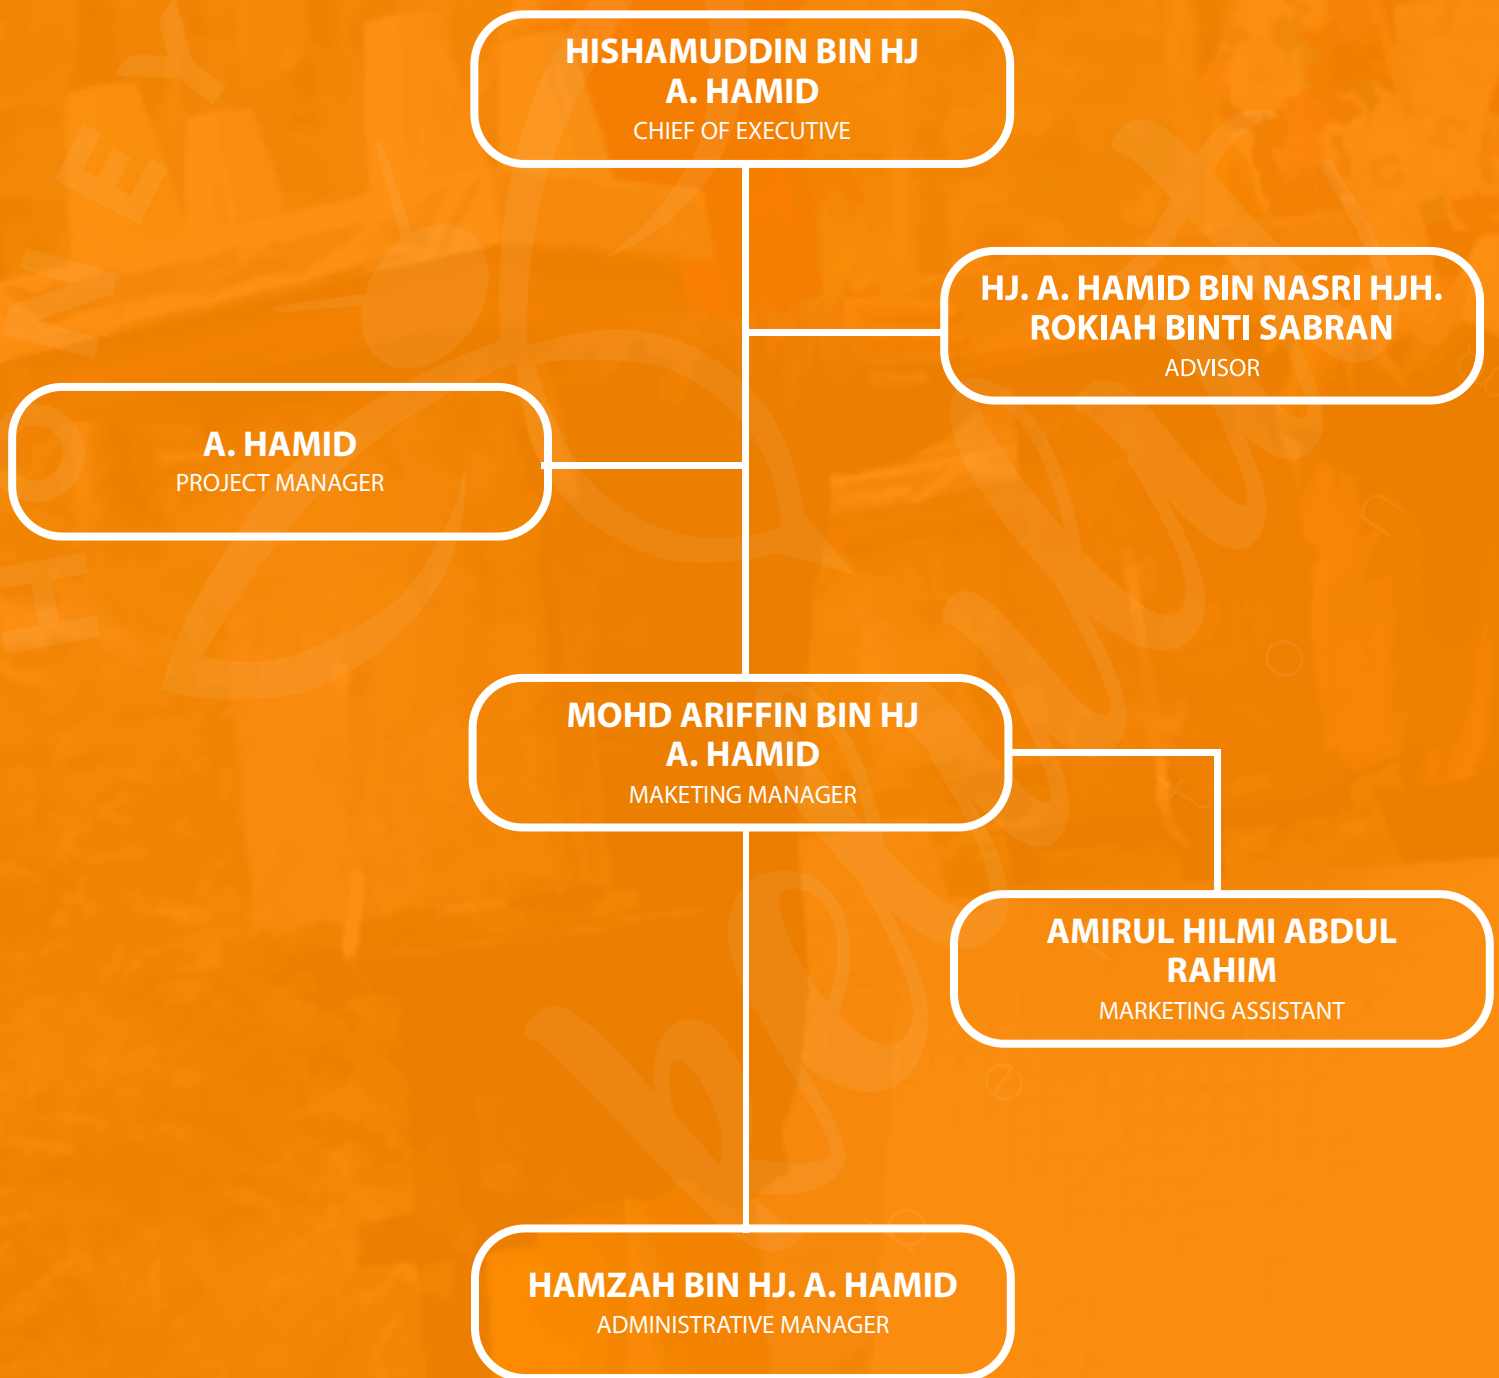 HISHAMUDDIN BIN HJ
A. HAMID
CHIEF OF EXECUTIVE
HJ. A. HAMID BIN NASRI HJH.
ROKIAH BINTI SABRAN
ADVISOR
A. HAMID
PROJECT MANAGER
MOHD ARIFFIN BIN HJ
A. HAMID
MAKETING MANAGER
AMIRUL HILMI ABDUL
RAHIM
MARKETING ASSISTANT
HAMZAH BIN HJ. A. HAMID
ADMINISTRATIVE MANAGER
HONEY